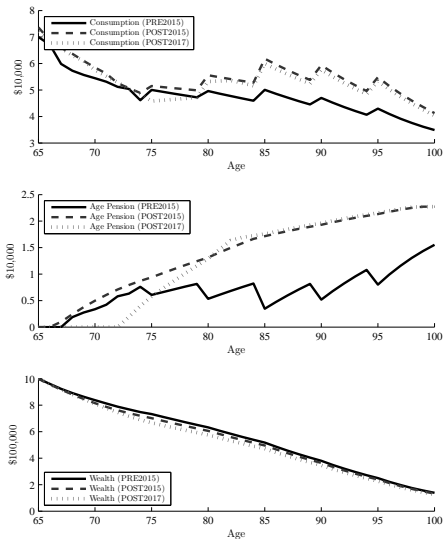 8
7
6
5
4
3
$10,000
Consumption (PRE2015)
Consumption (POST2015)
Consumption (POST2017)
65 70 75 80 85 90 95 100
Age
2.5
2
1.5
1
0.5
0
$10,000
Age Pension (PRE2015)
Age Pension (POST2015)
Age Pension (POST2017)
65 70 75 80 85 90 95 100
Age
10
8
6
4
2
0
$100,000
Wealth (PRE2015)
Wealth (POST2015)
Wealth (POST2017)
65 70 75 80 85 90 95 100
Age